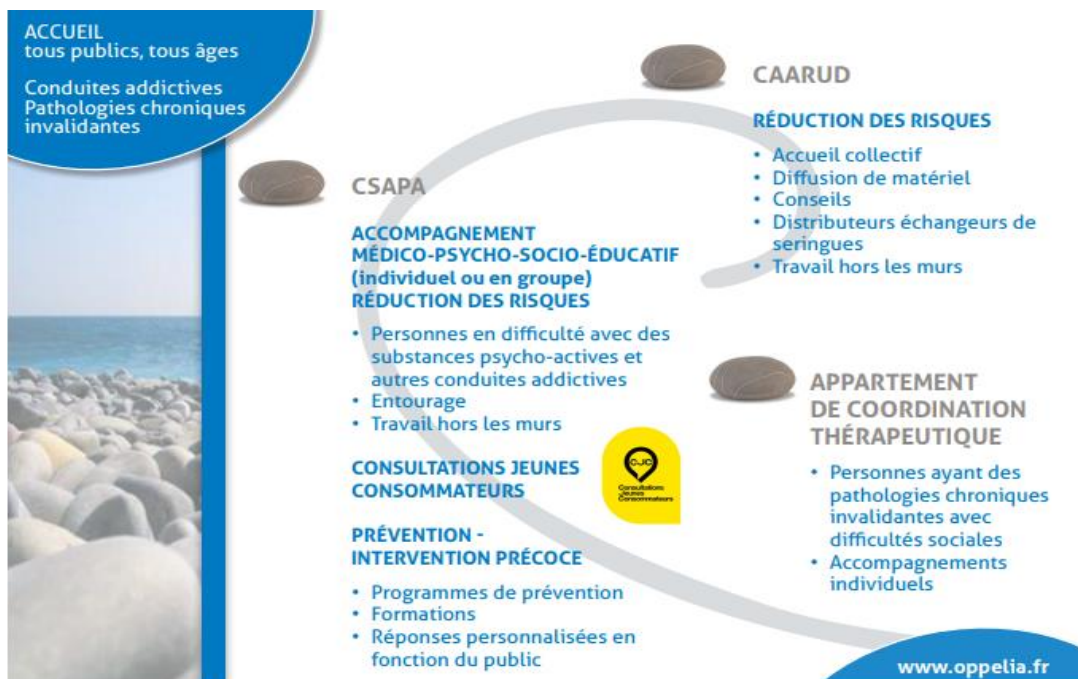 ACCUEIL
tous publics, tous âges
Conduites addictives
Pathologies chroniques
invalidantes
CSAPA
ACCOMPAGNEMENT
MÉDICO-PSYCHO-SOCIO-ÉDUCATIF
(individuel ou en groupe)
RÉDUCTION DES RISQUES
• Personnes en difficulté avec des
substances psycho-actives et
autres conduites addictives
• Entourage
• Travail hors les murs
CONSULTATIONS JEUNES
CONSOMMATEURS
CJC
Consultations
Jeunes
Consommateurs
PRÉVENTION -
INTERVENTION PRÉCOCE
• Programmes de prévention
• Formations
• Réponses personnalisées en
fonction du public
CAARUD
RÉDUCTION DES RISQUES
• Accueil collectif
• Diffusion de matériel
• Conseils
• Distributeurs échangeurs de
seringues
• Travail hors les murs
APPARTEMENT
DE COORDINATION
THÉRAPEUTIQUE
• Personnes ayant des
pathologies chroniques
invalidantes avec
difficultés sociales
• Accompagnements
individuels
www.oppelia.fr